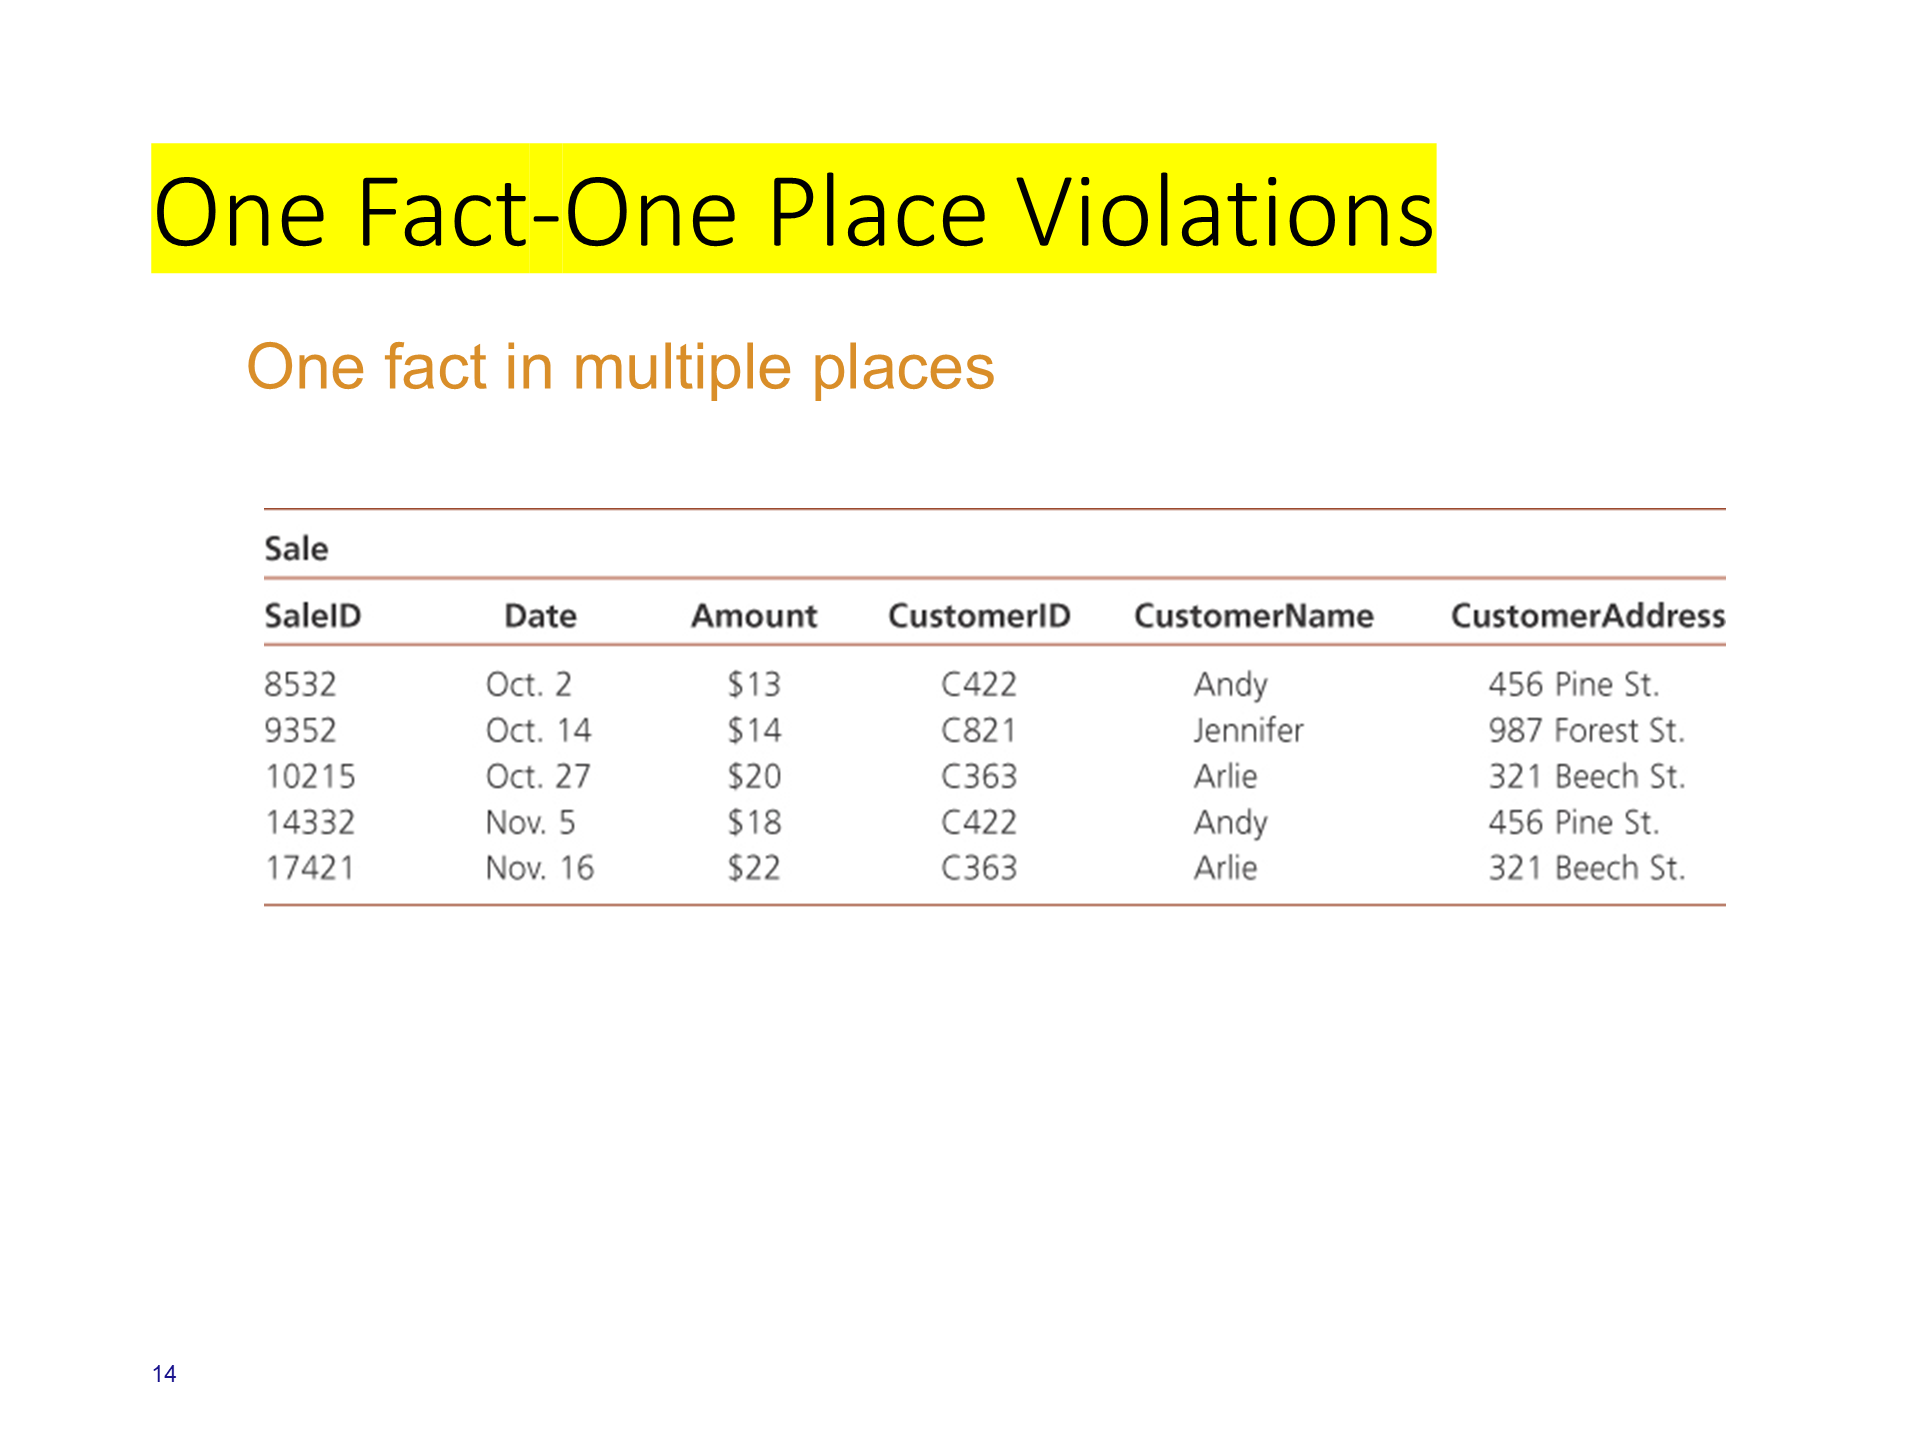 One Fact-One Place Violations
One fact in multiple places
Sale
SaleID Date Amount CustomerID CustomerName CustomerAddress
8532 Oct. 2 $13 C422 Andy 456 Pine St.
9352 Oct. 14 $14 C821 Jennifer 987 Forest St.
10215 Oct. 27 $20 C363 Arlie 321 Beech St.
14332 Nov. 5 $18 C422 Andy 456 Pine St.
17421 Nov. 16 $22 C363 Arlie 321 Beech St.
14